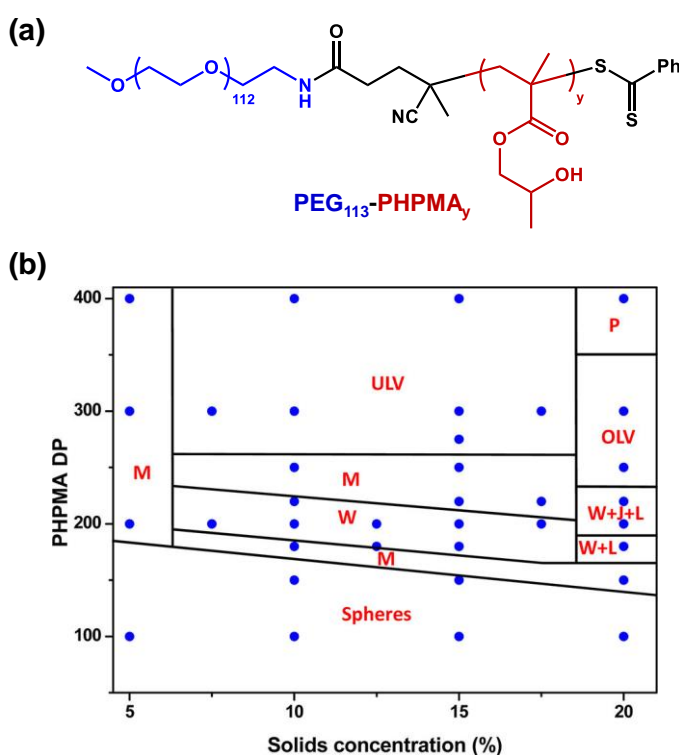 (a)
O
O
O
112
N
H
NC
y
S
Ph
S
O
O
OH
PEG113-PHPMAy
(b)
400
300
200
100
PHPMA DP
P
ULV
OLV
M
M
W
W+J+L
W+L
M
Spheres
5
10
15
20
Solids concentration (%)